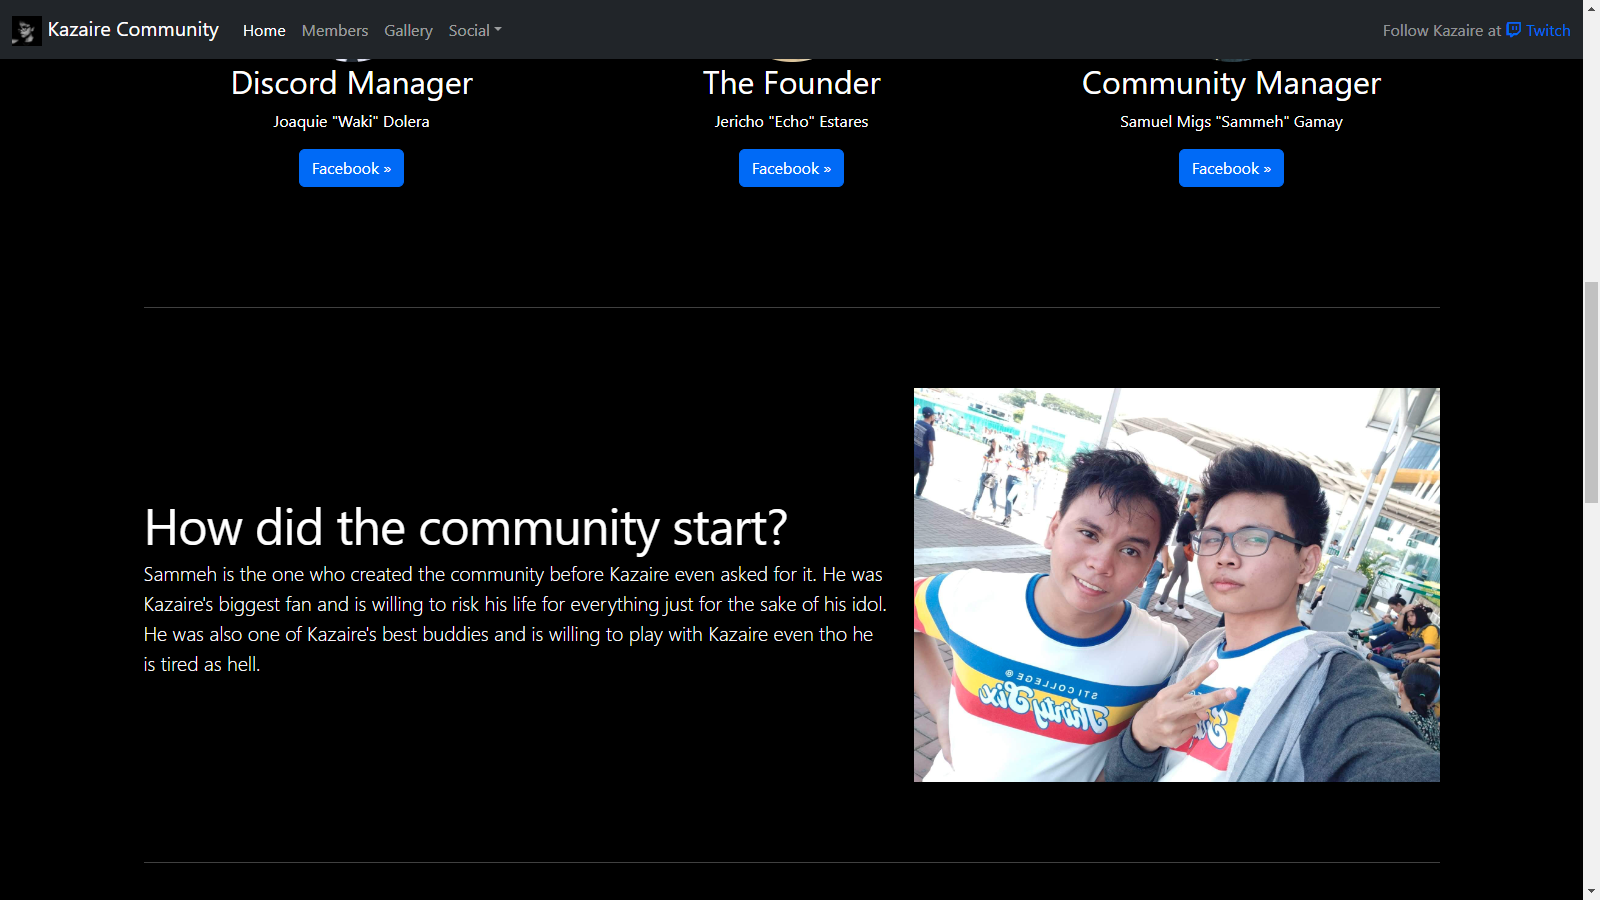 Kazaire Community Home Members Gallery Social Follow Kazaire at Twitch
Discord Manager
Joaquie "Waki" Dolera
Facebook »
The Founder
Jericho "Echo" Estares
Facebook »
Community Manager
Samuel Migs "Sammeh" Gamay
Facebook »
How did the community start?
Sammeh is the one who created the community before Kazaire even asked for it. He was
Kazaire's biggest fan and is willing to risk his life for everything just for the sake of his idol.
He was also one of Kazaire's best buddies and is willing to play with Kazaire even tho he
is tired as hell.
STI COLLEGE
Thirty Six